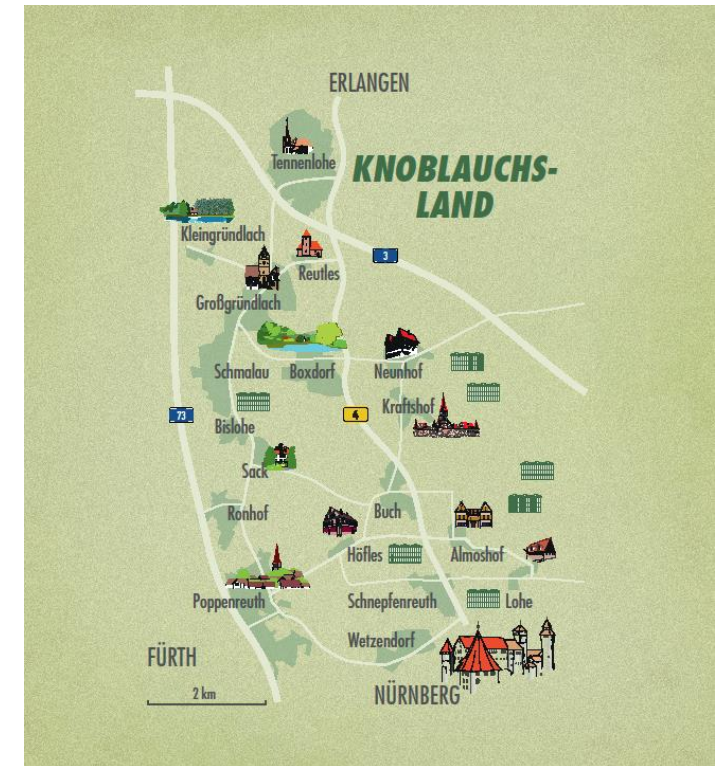 ERLANGEN
Tennenlohe
KNOBLAUCHS-
LAND
Kleingründlach
3
Reutles
Großgründlach
Schmalau
Boxdorf
Neunhof
Kraftshof
73
4
Bislohe
Sack
Ronhof
Buch
Höfles
Almoshof
Poppenreuth
Schnepfenreuth
Lohe
Wetzendorf
FÜRTH
2 km
NÜRNBERG